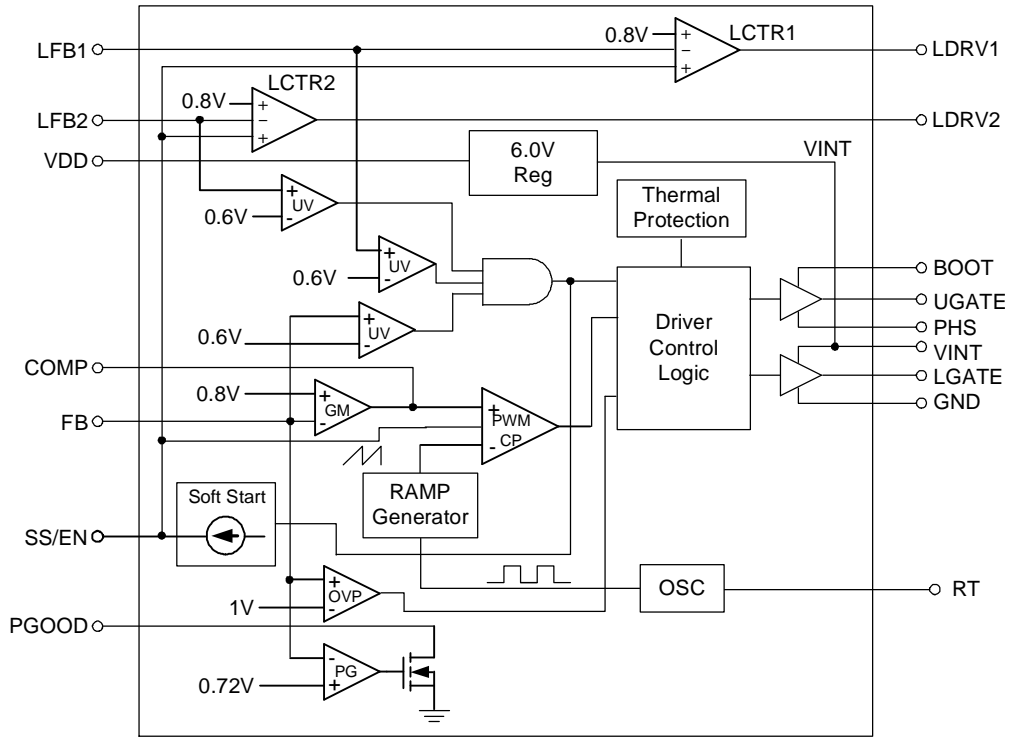 LFB1
0.8V
LCTR1
+
−
+
LDRV1
LCTR2
0.8V
+
−
+
LFB2
LDRV2
VDD
6.0V
Reg
VINT
+
UV
-
0.6V
Thermal
Protection
+
UV
-
0.6V
BOOT
UGATE
PHS
Driver
Control
Logic
+
UV
-
0.6V
VINT
LGATE
GND
COMP
0.8V
+
GM
-
FB
+
PWM
CP
-
RAMP
Generator
Soft Start
SS/EN
+
OVP
-
1V
OSC
RT
PGOOD
-
PG
+
0.72V